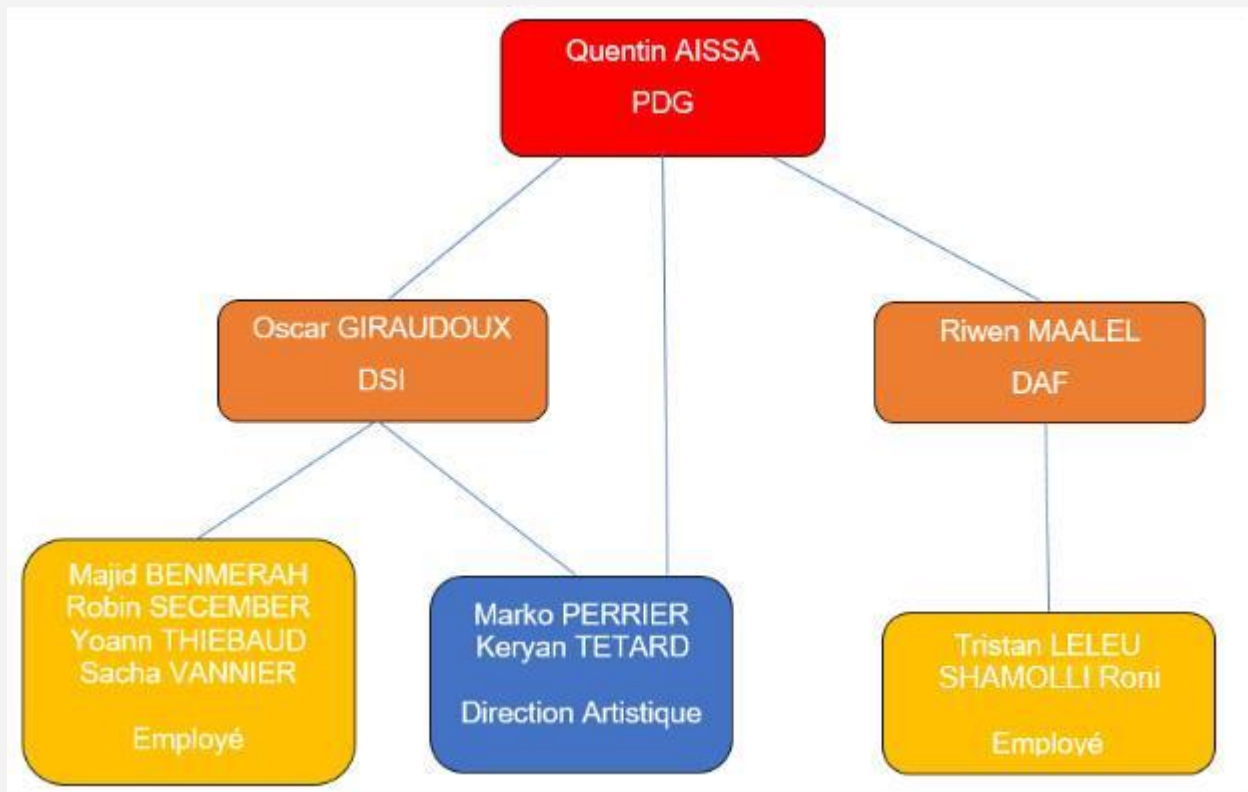 Quentin AISSA
PDG
Oscar GIRAUDOUX
DSI
Riwen MAALEL
DAF
Majid BENMERAH
Robin SECEMBER
Yoann THIEBAUD
Sacha VANNIER
Employé
Marko PERRIER
Keryan TETARD
Direction Artistique
Tristan LELEU
SHAMOLLI Roni
Employé